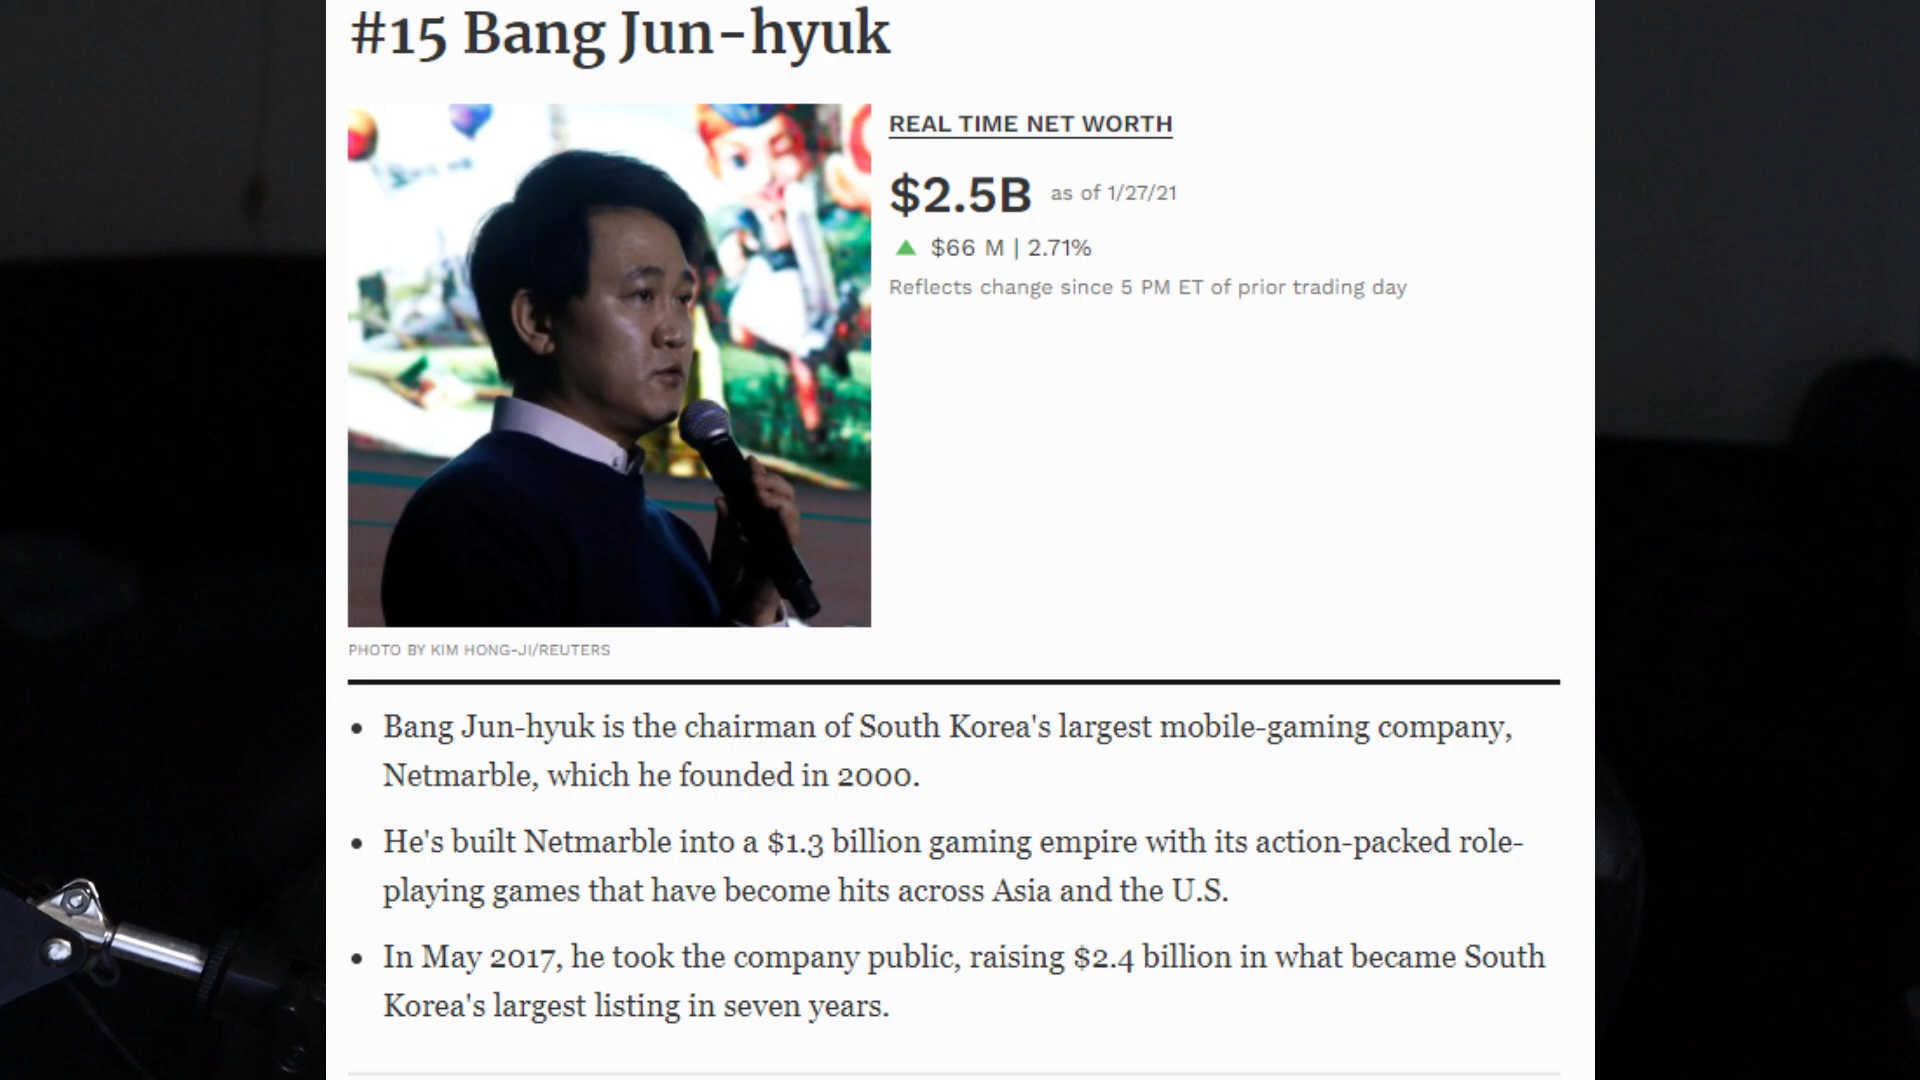 #15 Bang Jun-hyuk
REAL TIME NET WORTH
$2.5B as of 1/27/21
$66 M | 2.71%
Reflects change since 5 PM ET of prior trading day
PHOTO BY KIM HONG-JI/REUTERS
• Bang Jun-hyuk is the chairman of South Korea's largest mobile-gaming company,
Netmarble, which he founded in 2000.
• He's built Netmarble into a $1.3 billion gaming empire with its action-packed role-
playing games that have become hits across Asia and the U.S.
• In May 2017, he took the company public, raising $2.4 billion in what became South
Korea's largest listing in seven years.